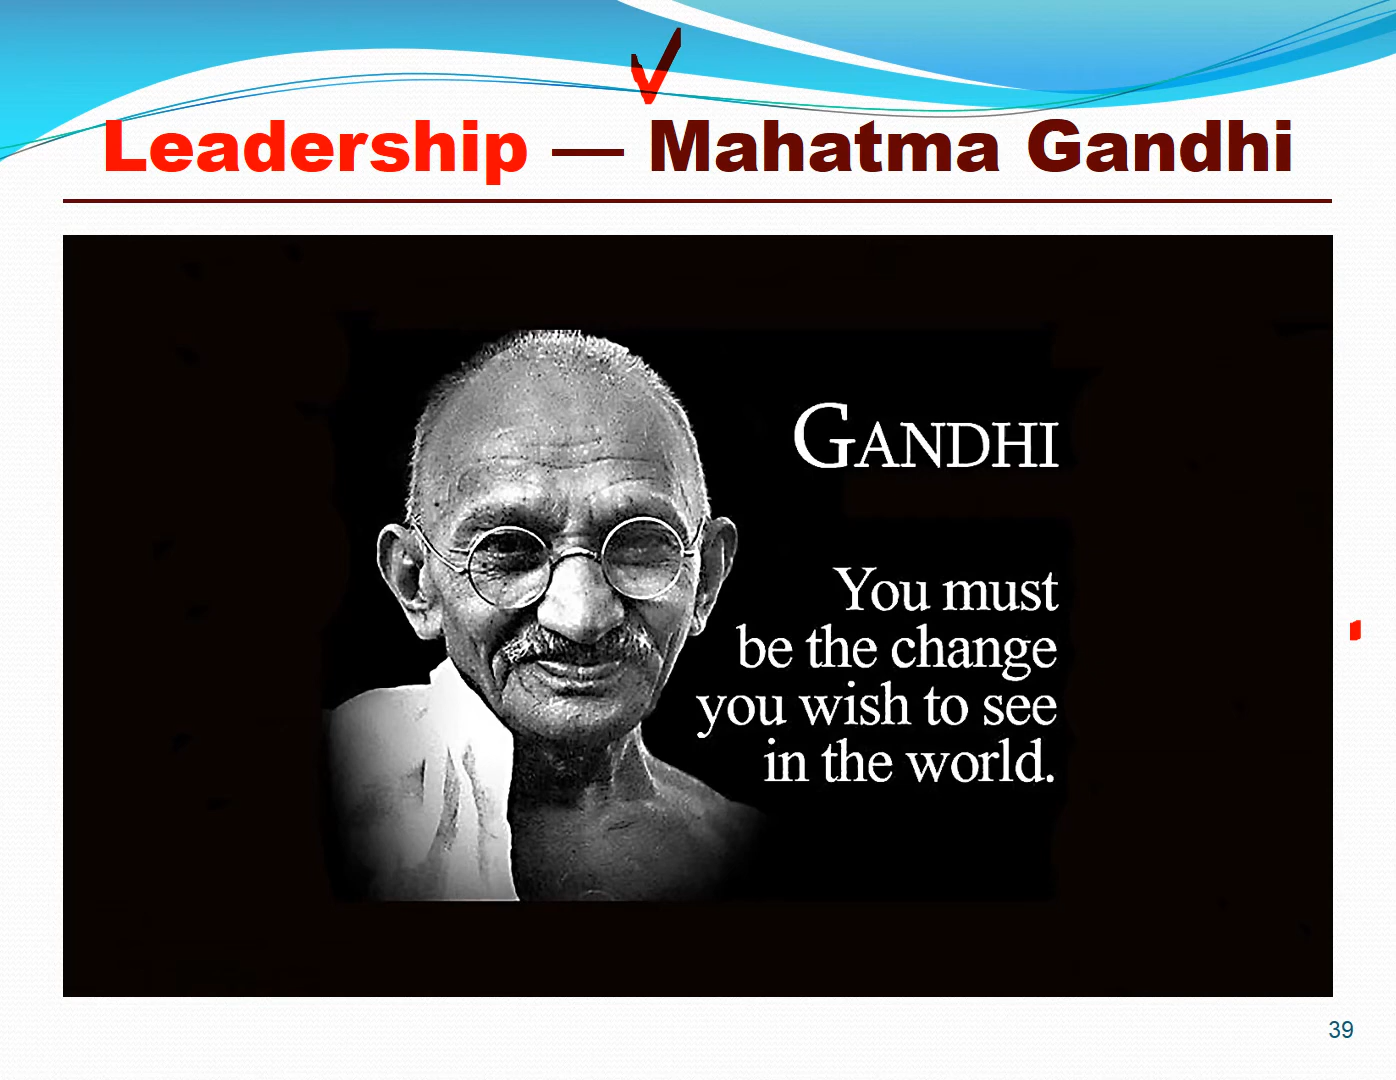 Leadership — Mahatma Gandhi
GANDHI
You must
be the change
you wish to see
in the world.
39